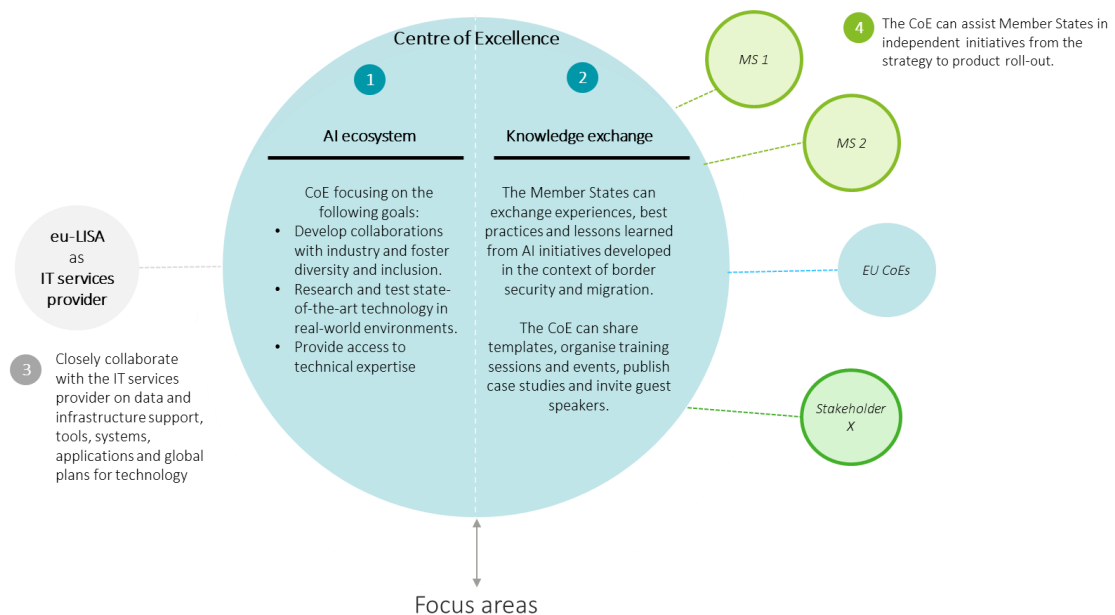 Centre of Excellence
1
AI ecosystem
CoE focusing on the
following goals:
• Develop collaborations
with industry and foster
diversity and inclusion.
• Research and test state-
of-the-art technology in
real-world environments.
• Provide access to
technical expertise
2
Knowledge exchange
The Member States can
exchange experiences, best
practices and lessons learned
from AI initiatives developed
in the context of border
security and migration.
The CoE can share
templates, organise training
sessions and events, publish
case studies and invite guest
speakers.
eu-LISA
as
IT services
provider
3
Closely collaborate
with the IT services
provider on data and
infrastructure support,
tools, systems,
applications and global
plans for technology
4
The CoE can assist Member States in
independent initiatives from the
strategy to product roll-out.
MS 1
MS 2
EU CoEs
Stakeholder
X
Focus areas